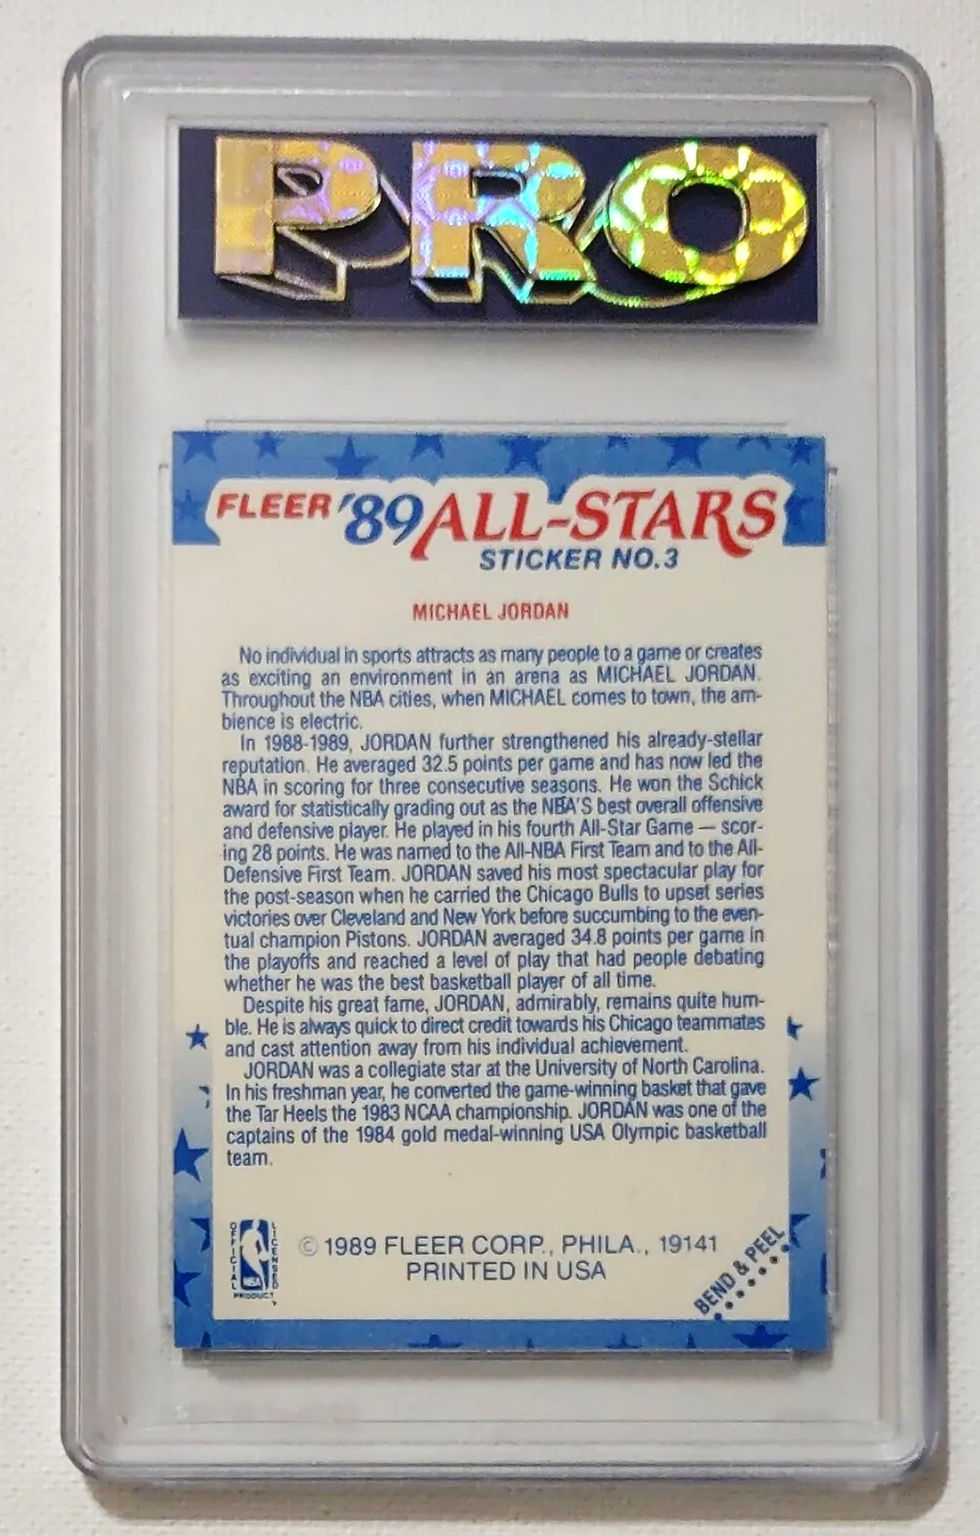 PRO
FLEER '89 ALL-STARS
STICKER NO.3
MICHAEL JORDAN
No individual in sports attracts as many people to a game or creates
as exciting an environment in an arena as MICHAEL JORDAN.
Throughout the NBA cities, when MICHAEL comes to town, the am-
bience is electric.
In 1988-1989, JORDAN further strengthened his already-stellar
reputation. He averaged 32.5 points per game and has now led the
NBA in scoring for three consecutive seasons. He won the Schick
award for statistically grading out as the NBA'S best overall offensive
and defensive player. He played in his fourth All-Star Game — scor-
ing 28 points. He was named to the All-NBA First Team and to the All-
Defensive First Team. JORDAN saved his most spectacular play for
the post-season when he carried the Chicago Bulls to upset series
victories over Cleveland and New York before succumbing to the even-
tual champion Pistons. JORDAN averaged 34.8 points per game in
the playoffs and reached a level of play that had people debating
whether he was the best basketball player of all time.
Despite his great fame, JORDAN, admirably, remains quite hum-
ble. He is always quick to direct credit towards his Chicago teammates
and cast attention away from his individual achievement.
JORDAN was a collegiate star at the University of North Carolina.
In his freshman year, he converted the game-winning basket that gave
the Tar Heels the 1983 NCAA championship. JORDAN was one of the
captains of the 1984 gold medal-winning USA Olympic basketball
team.
OFFICIAL LICENSED
NBA
PRODUCT
© 1989 FLEER CORP., PHILA., 19141
PRINTED IN USA
BEND & PEEL